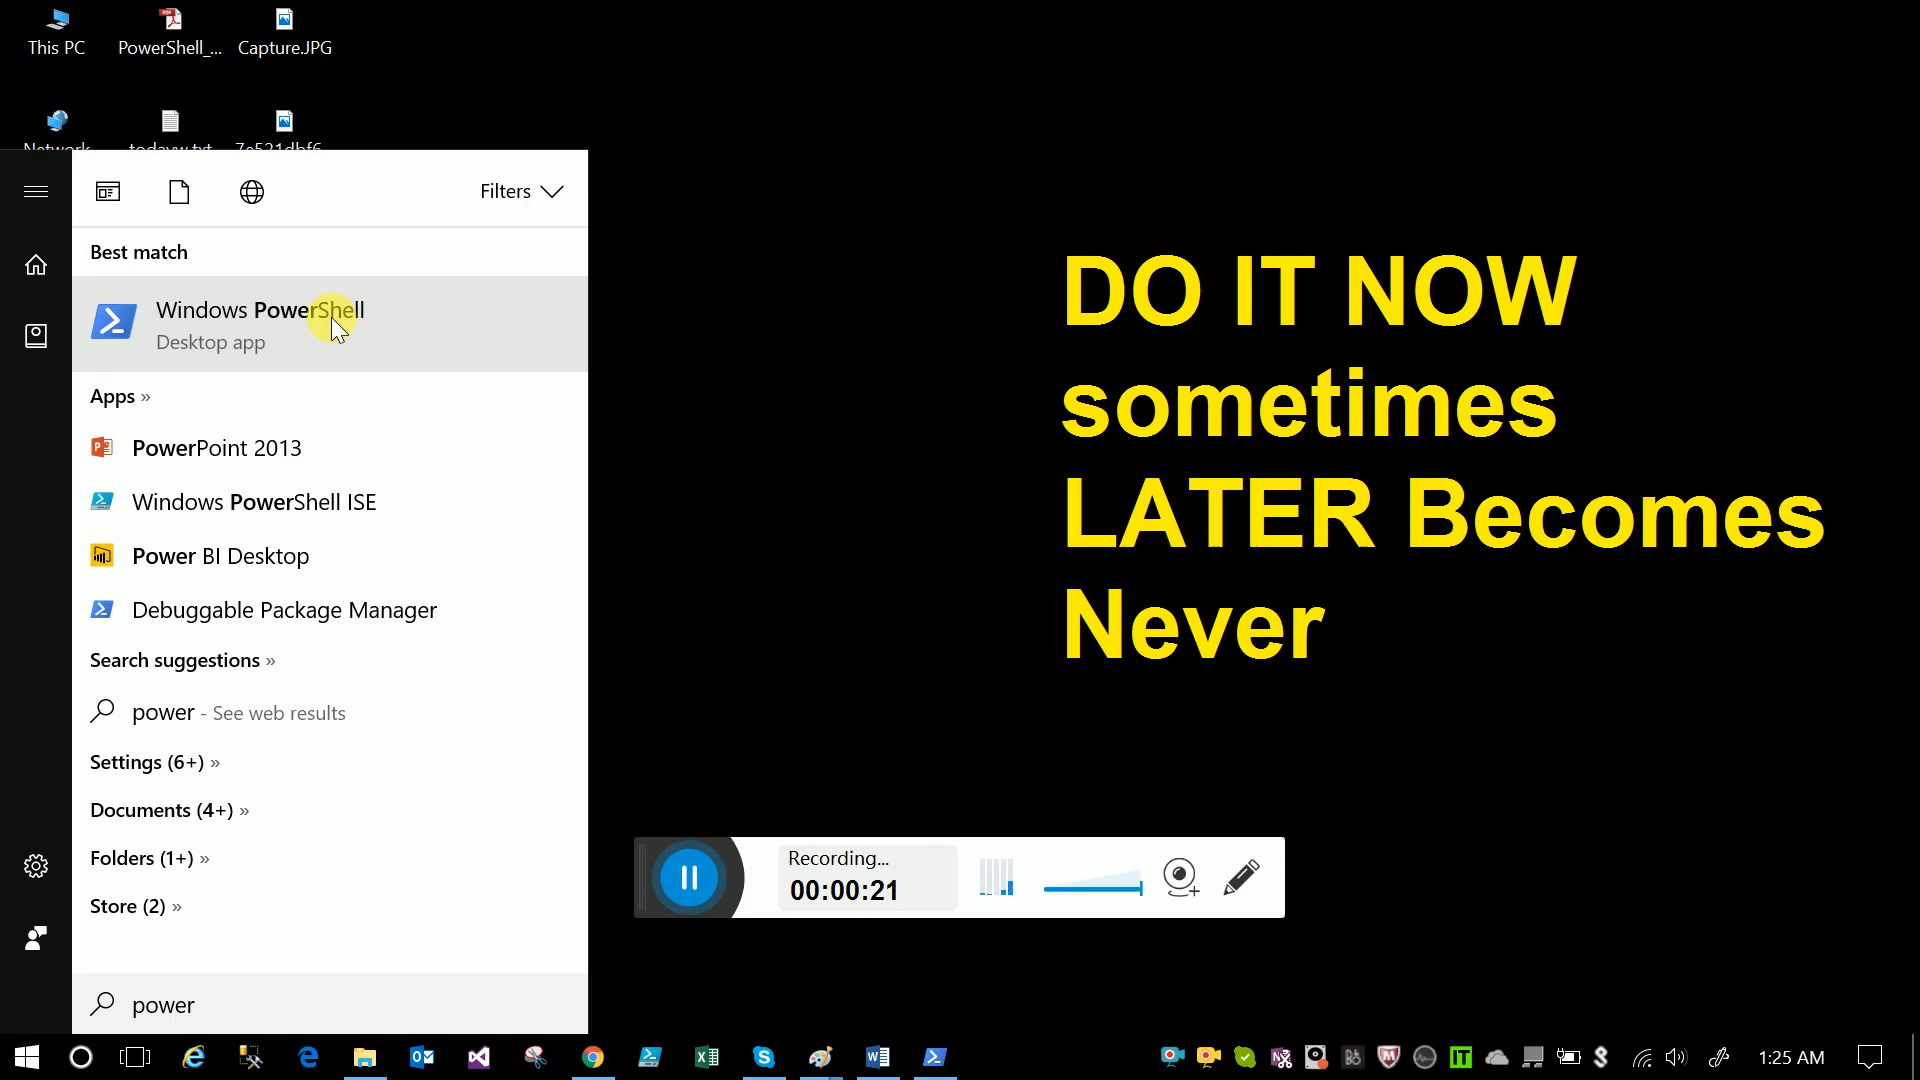 This PC
PowerShell_...
Capture.JPG
Filters
Best match
Windows PowerShell
Desktop app
Apps »
PowerPoint 2013
Windows PowerShell ISE
Power BI Desktop
Debuggable Package Manager
Search suggestions »
power - See web results
Settings (6+) »
Documents (4+) »
Folders (1+) »
Store (2) »
power
DO IT NOW
sometimes
LATER Becomes
Never
Recording...
00:00:21
1:25 AM